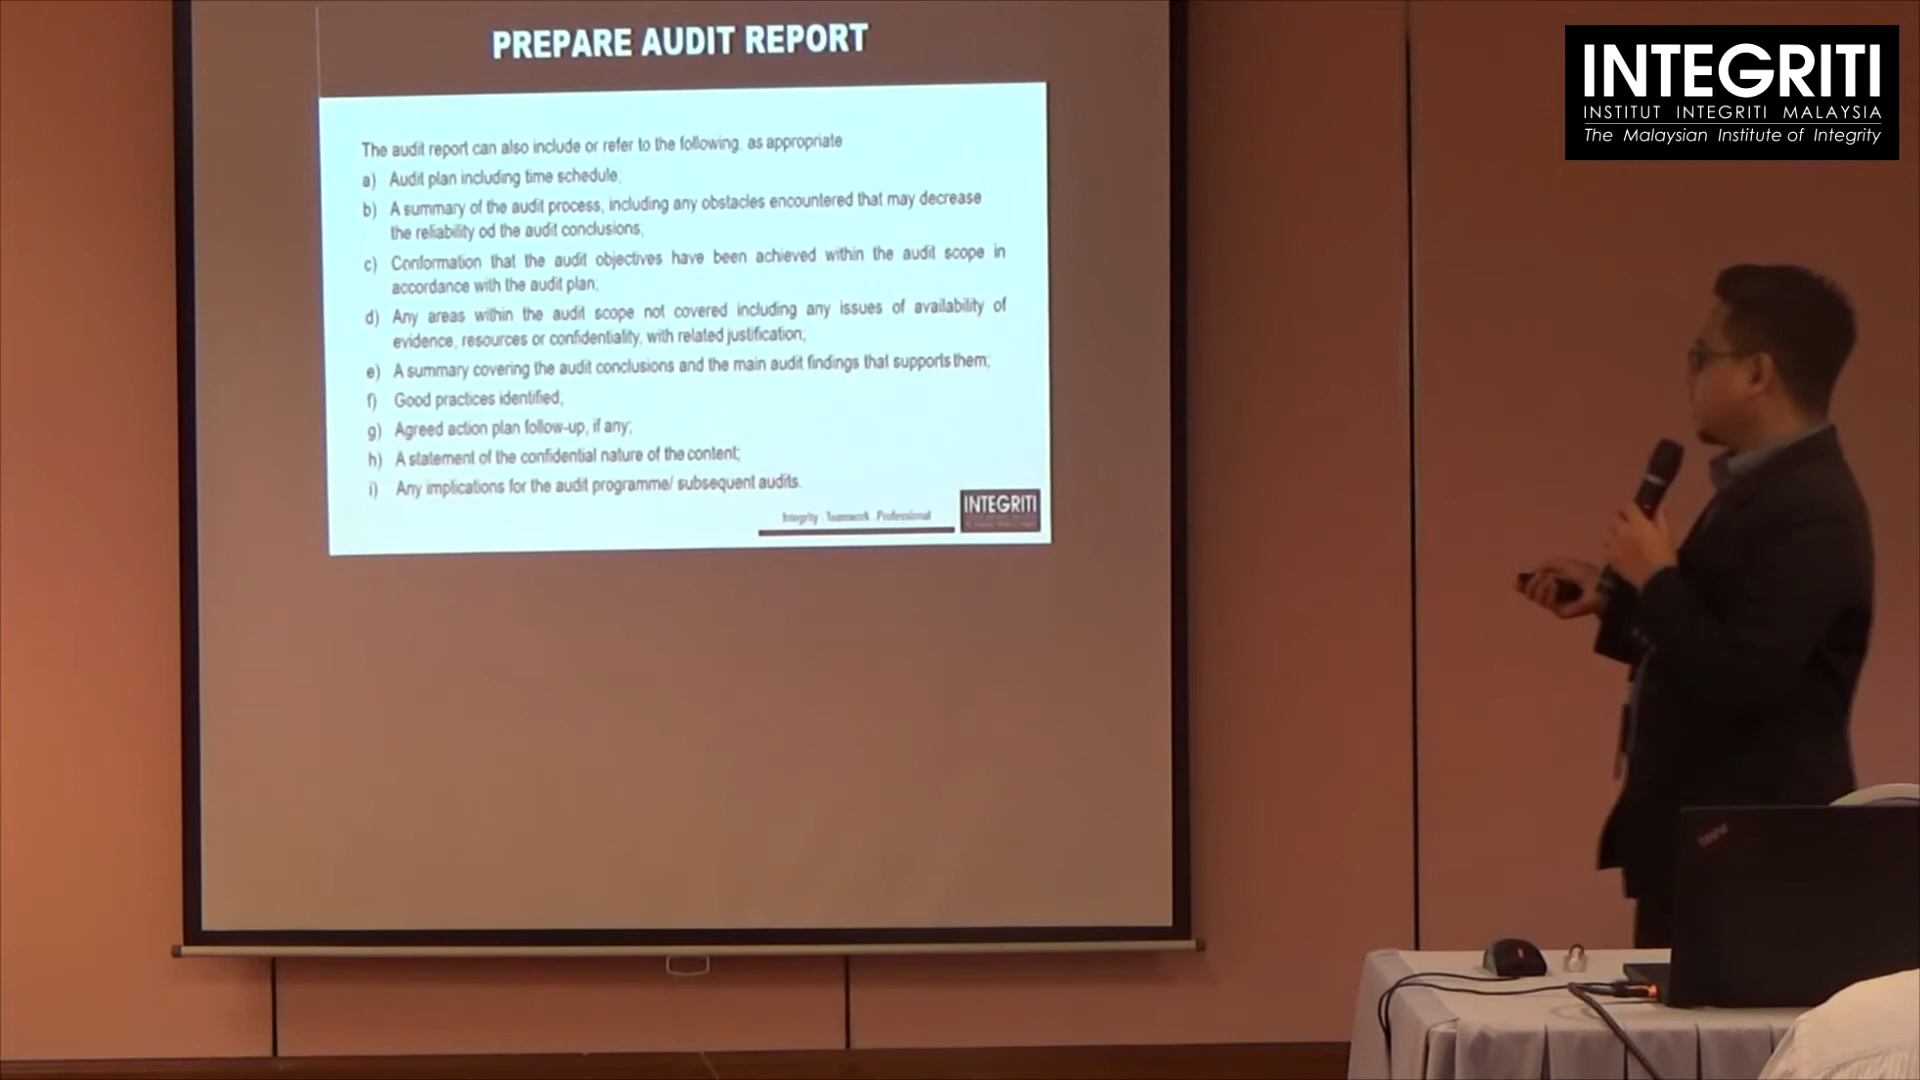 PREPARE AUDIT REPORT
INTEGRITI
INSTITUT INTEGRITI MALAYSIA
The Malaysian Institute of Integrity
The audit report can also include or refer to the following, as appropriate
a) Audit plan including time schedule;
b) A summary of the audit process, including any obstacles encountered that may decrease
the reliability od the audit conclusions;
c) Conformation that the audit objectives have been achieved within the audit scope in
accordance with the audit plan;
d) Any areas within the audit scope not covered including any issues of availability of
evidence, resources or confidentiality, with related justification;
e) A summary covering the audit conclusions and the main audit findings that supports them;
f) Good practices identified;
g) Agreed action plan follow-up, if any;
h) A statement of the confidential nature of the content;
i) Any implications for the audit programme/ subsequent audits.
Integrity . Teamwork . Professional
INTEGRITI
ThinkPad